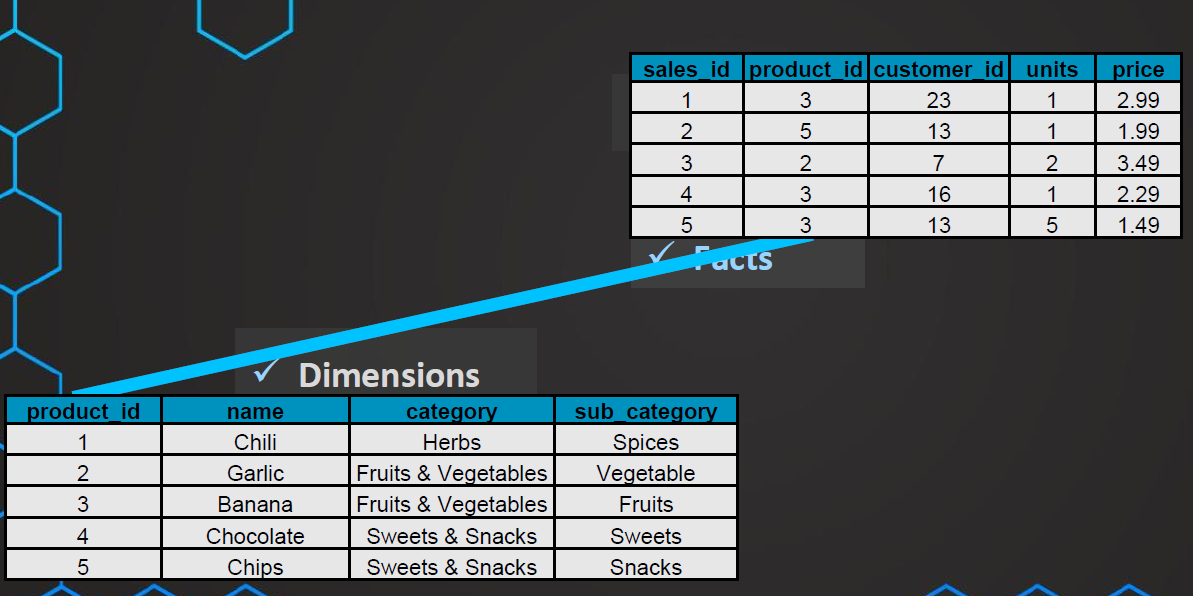 sales_id product_id customer_id units price
1 3 23 1 2.99
2 5 13 1 1.99
3 2 7 2 3.49
4 3 16 1 2.29
5 3 13 5 1.49
✓ Facts
✓ Dimensions
product_id name category sub_category
1 Chili Herbs Spices
2 Garlic Fruits & Vegetables Vegetable
3 Banana Fruits & Vegetables Fruits
4 Chocolate Sweets & Snacks Sweets
5 Chips Sweets & Snacks Snacks